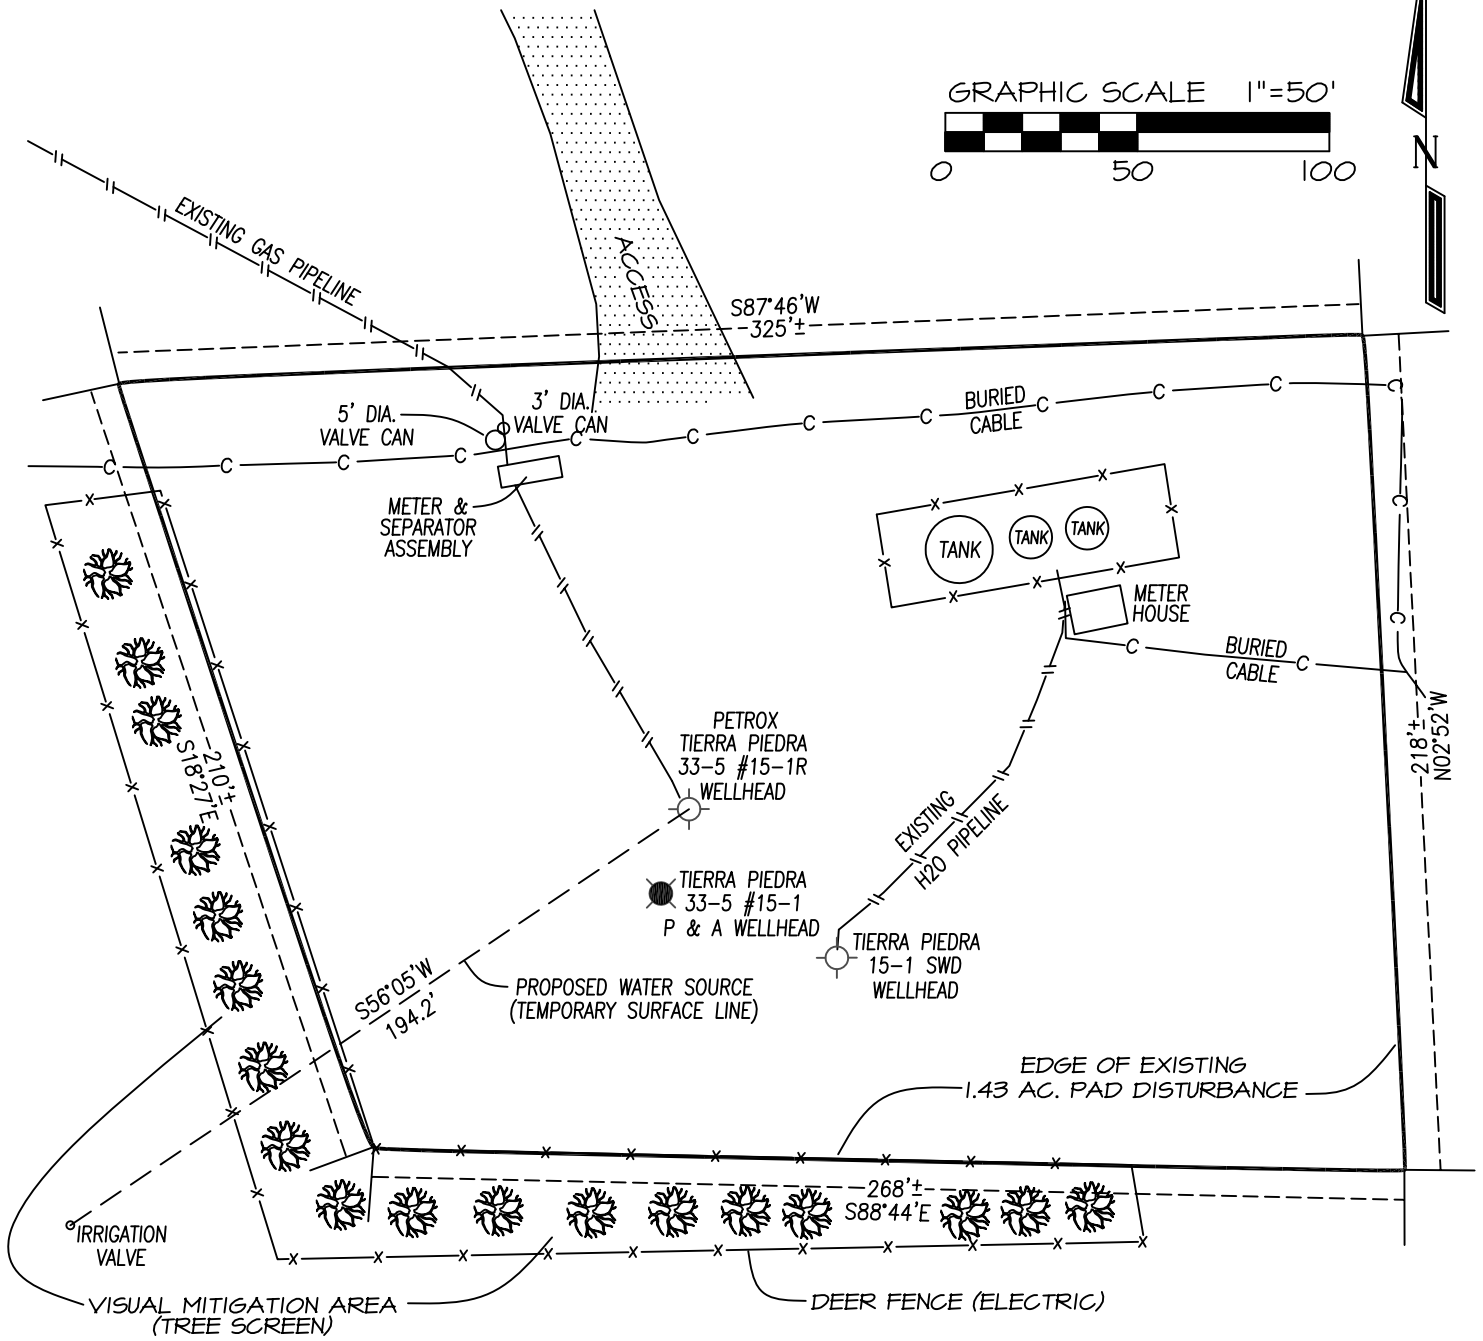 GRAPHIC SCALE 1"=50'
0 50 100
N
EXISTING GAS PIPELINE
ACCESS
S87°46'W
325'±
5' DIA.
VALVE CAN
3' DIA.
VALVE CAN
C C C C C C C C C C C
BURIED
CABLE
METER &
SEPARATOR
ASSEMBLY
TANK TANK TANK
METER
HOUSE
C C
C C
BURIED
CABLE
218'±
N02°52'W
PETROX
TIERRA PIEDRA
33-5 #15-1R
WELLHEAD
210'±
S18°27'E
EXISTING
H2O PIPELINE
TIERRA PIEDRA
33-5 #15-1
P & A WELLHEAD
TIERRA PIEDRA
15-1 SWD
WELLHEAD
S56°05'W
194.2'
PROPOSED WATER SOURCE
(TEMPORARY SURFACE LINE)
EDGE OF EXISTING
1.43 AC. PAD DISTURBANCE
268'±
S88°44'E
IRRIGATION
VALVE
VISUAL MITIGATION AREA
(TREE SCREEN)
DEER FENCE (ELECTRIC)